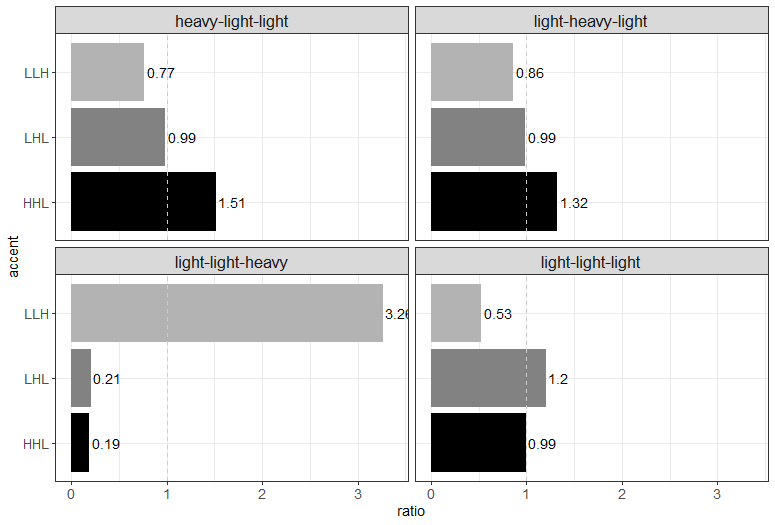 heavy-light-light
light-heavy-light
LLH
0.77
0.86
LHL
0.99
0.99
HHL
1.51
1.32
accent
light-light-heavy
light-light-light
LLH
3.26
0.53
LHL
0.21
1.2
HHL
0.19
0.99
0 1 2 3
0 1 2 3
ratio